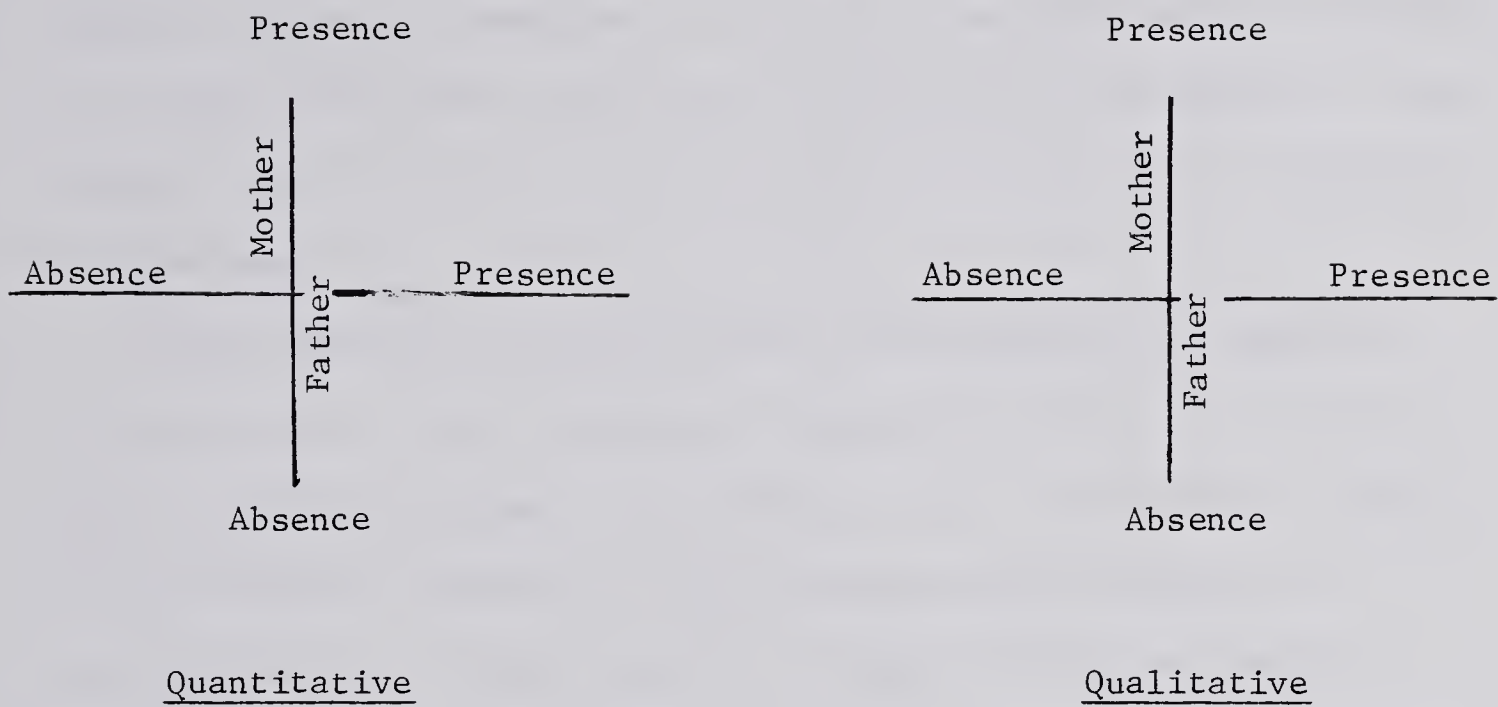 Presence
Mother
Absence
Presence
Father
Absence
Quantitative
Presence
Mother
Absence
Presence
Father
Absence
Qualitative